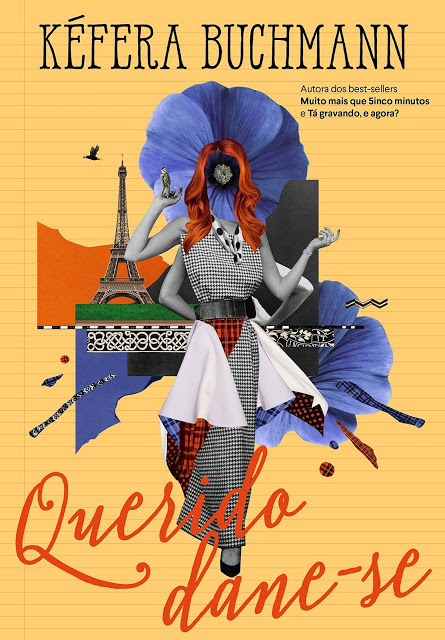 KÉFERA BUCHMANN
Autora dos best-sellers
Muito mais que 5inco minutos
e Tá gravando, e agora?
Querido
dane-se